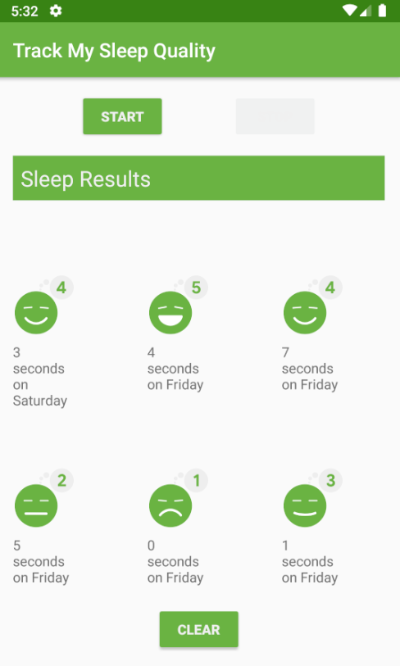 5:32
Track My Sleep Quality
START
Sleep Results
4
5
4
3
seconds
on
Saturday
4
seconds
on Friday
7
seconds
on Friday
2
1
3
5
seconds
on Friday
0
seconds
on Friday
1
seconds
on Friday
CLEAR